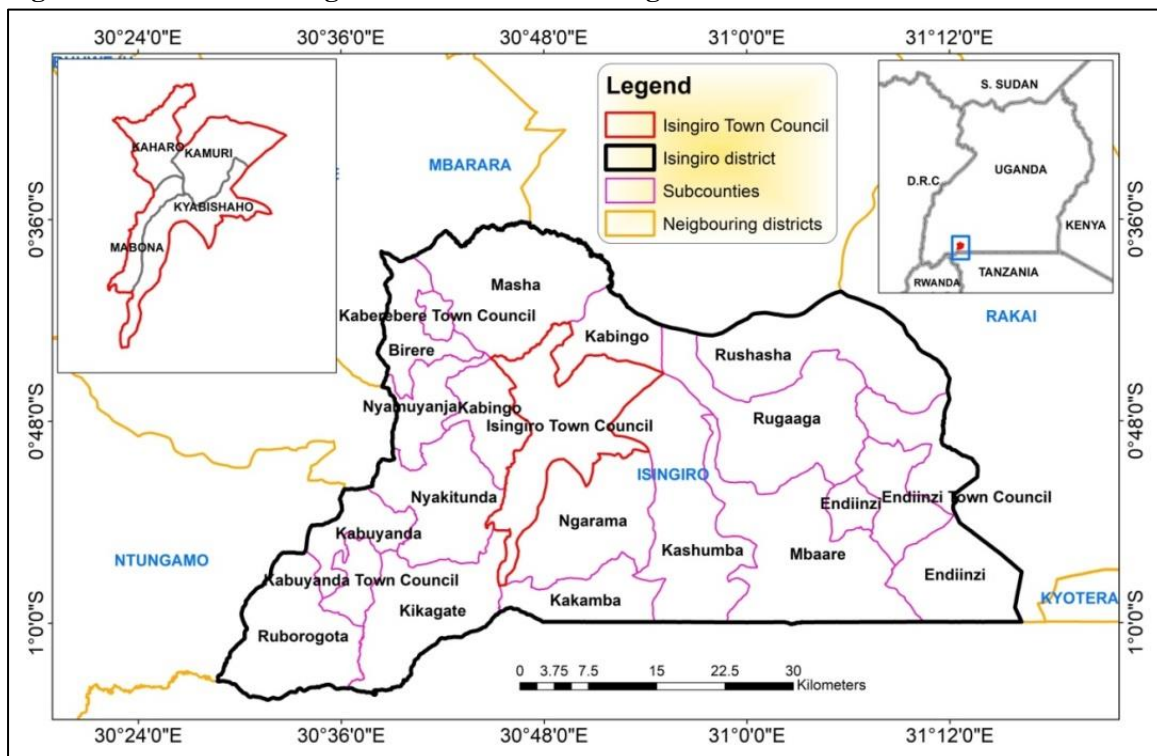 30°24'0"E 30°36'0"E 30°48'0"E 31°0'0"E 31°12'0"E
Legend
Isingiro Town Council
Isingiro district
Subcounties
Neigbouring districts
KAHARO
KAMURI
KYABISHAHO
MABONA
S. SUDAN
UGANDA
D.R.C
KENYA
RWANDA
TANZANIA
MBARARA
0°36'0"S
0°36'0"S
Masha
Kaberebere Town Council
Kabingo
RAKAI
Birere
Rushasha
Nyamuyanja
Kabingo
Isingiro Town Council
Rugaaga
0°48'0"S
0°48'0"S
ISINGIRO
Nyakitunda
Endiinzi
Endiinzi Town Council
Ngarama
Kabuyanda
Kashumba
Mbaare
NTUNGAMO
Kabuyanda Town Council
Endiinzi
Kikagate
Kakamba
KYOTERA
Ruborogota
1°0'0"S
1°0'0"S
0 3.75 7.5 15 22.5 30
Kilometers
30°24'0"E 30°36'0"E 30°48'0"E 31°0'0"E 31°12'0"E